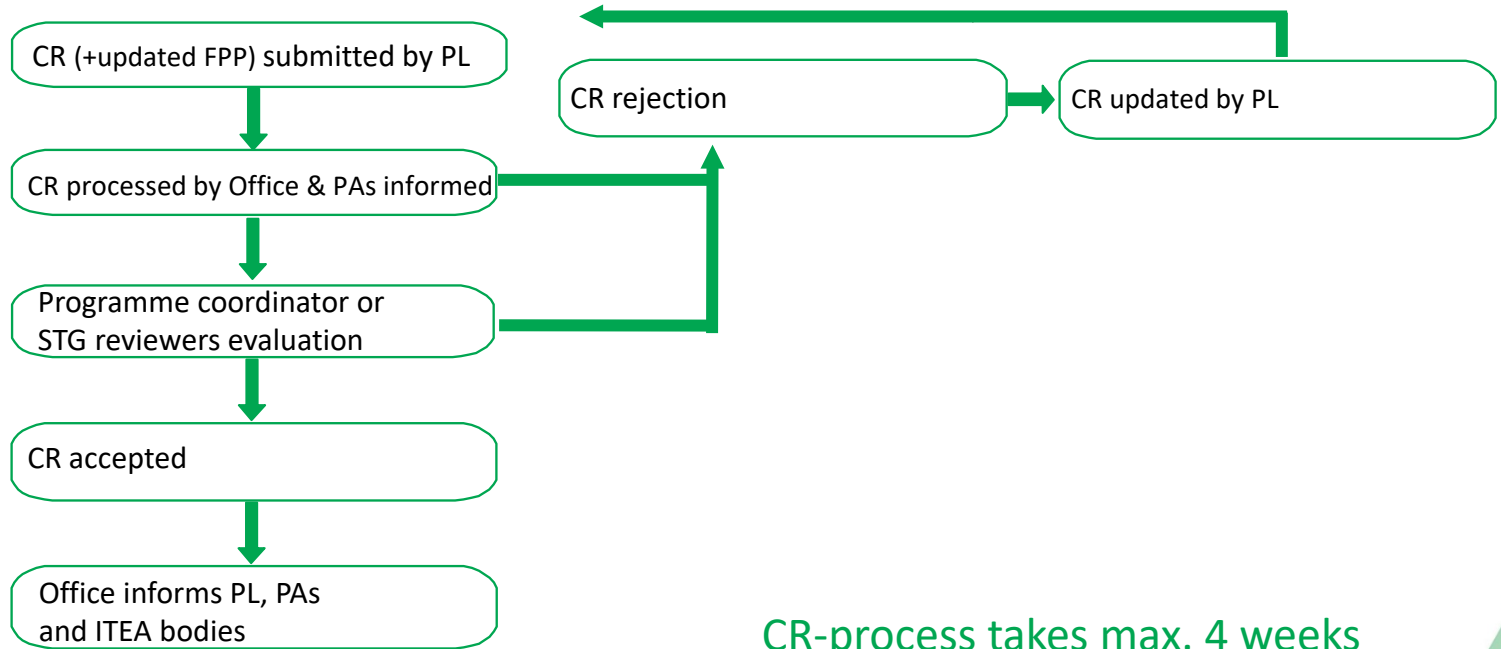 CR (+updated FPP) submitted by PL
CR rejection
CR updated by PL
CR processed by Office & PAs informed
Programme coordinator or
STG reviewers evaluation
CR accepted
Office informs PL, PAs
and ITEA bodies
CR-process takes max. 4 weeks